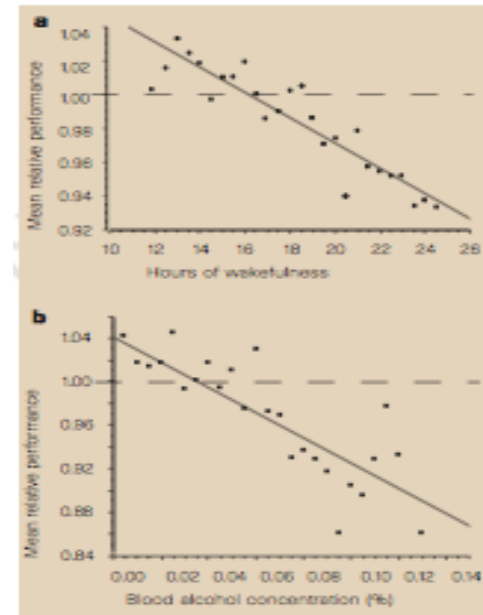 a
1.04
1.02
1.00
0.98
0.96
0.94
0.92
Mean relative performance
10 12 14 16 18 20 22 24 26
Hours of wakefulness
b
1.04
1.00
0.96
0.92
0.88
0.84
Mean relative performance
0.00 0.02 0.04 0.06 0.08 0.10 0.12 0.14
Blood alcohol concentration (%)